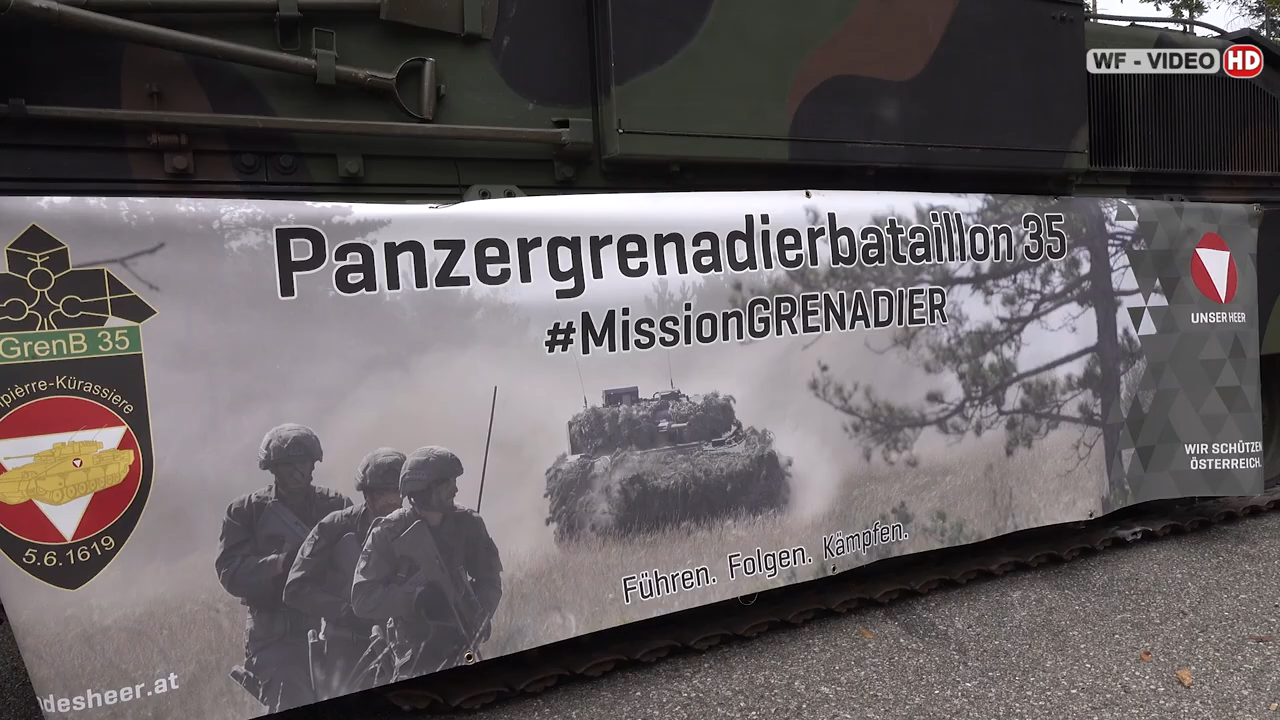 WF - VIDEO HD
Panzergrenadierbataillon 35
#MissionGRENADIER
UNSER HEER
GrenB 35
pièrre-Kürassiere
5.6.1619
WIR SCHÜTZEN
ÖSTERREICH.
Führen. Folgen. Kämpfen.
desheer.at